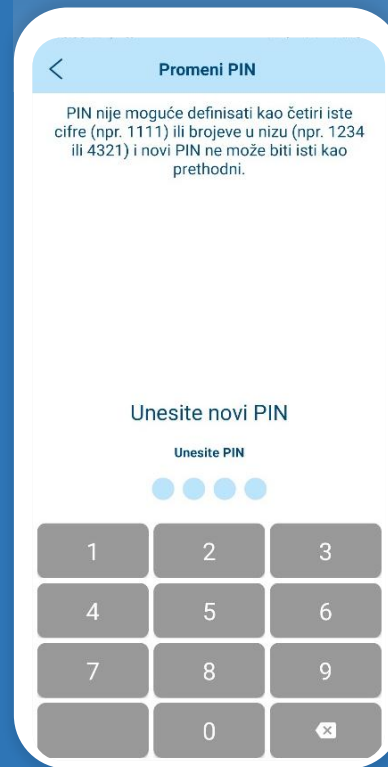 Promeni PIN
PIN nije moguće definisati kao četiri iste
cifre (npr. 1111) ili brojeve u nizu (npr. 1234
ili 4321) i novi PIN ne može biti isti kao
prethodni.
Unesite novi PIN
Unesite PIN
1 2 3
4 5 6
7 8 9
0